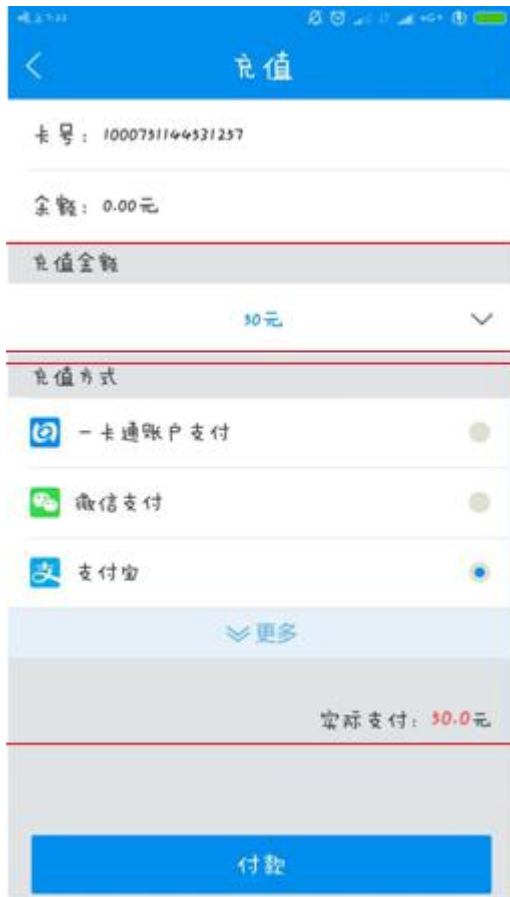 充值
卡号：1000751144531257
余额：0.00元
充值金额
50元
充值方式
一卡通账户支付
微信支付
支付宝
更多
实际支付：50.0元
付款